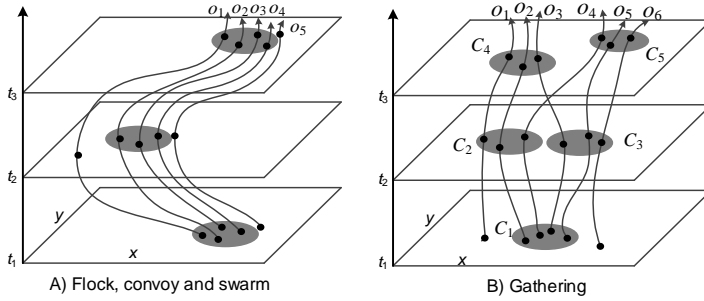 o1 o2 o3 o4
o5
t3
t2
y
x
t1
A) Flock, convoy and swarm
o1 o2 o3 o4 o5 o6
C4
C5
t3
C2
C3
t2
y
C1
x
t1
B) Gathering